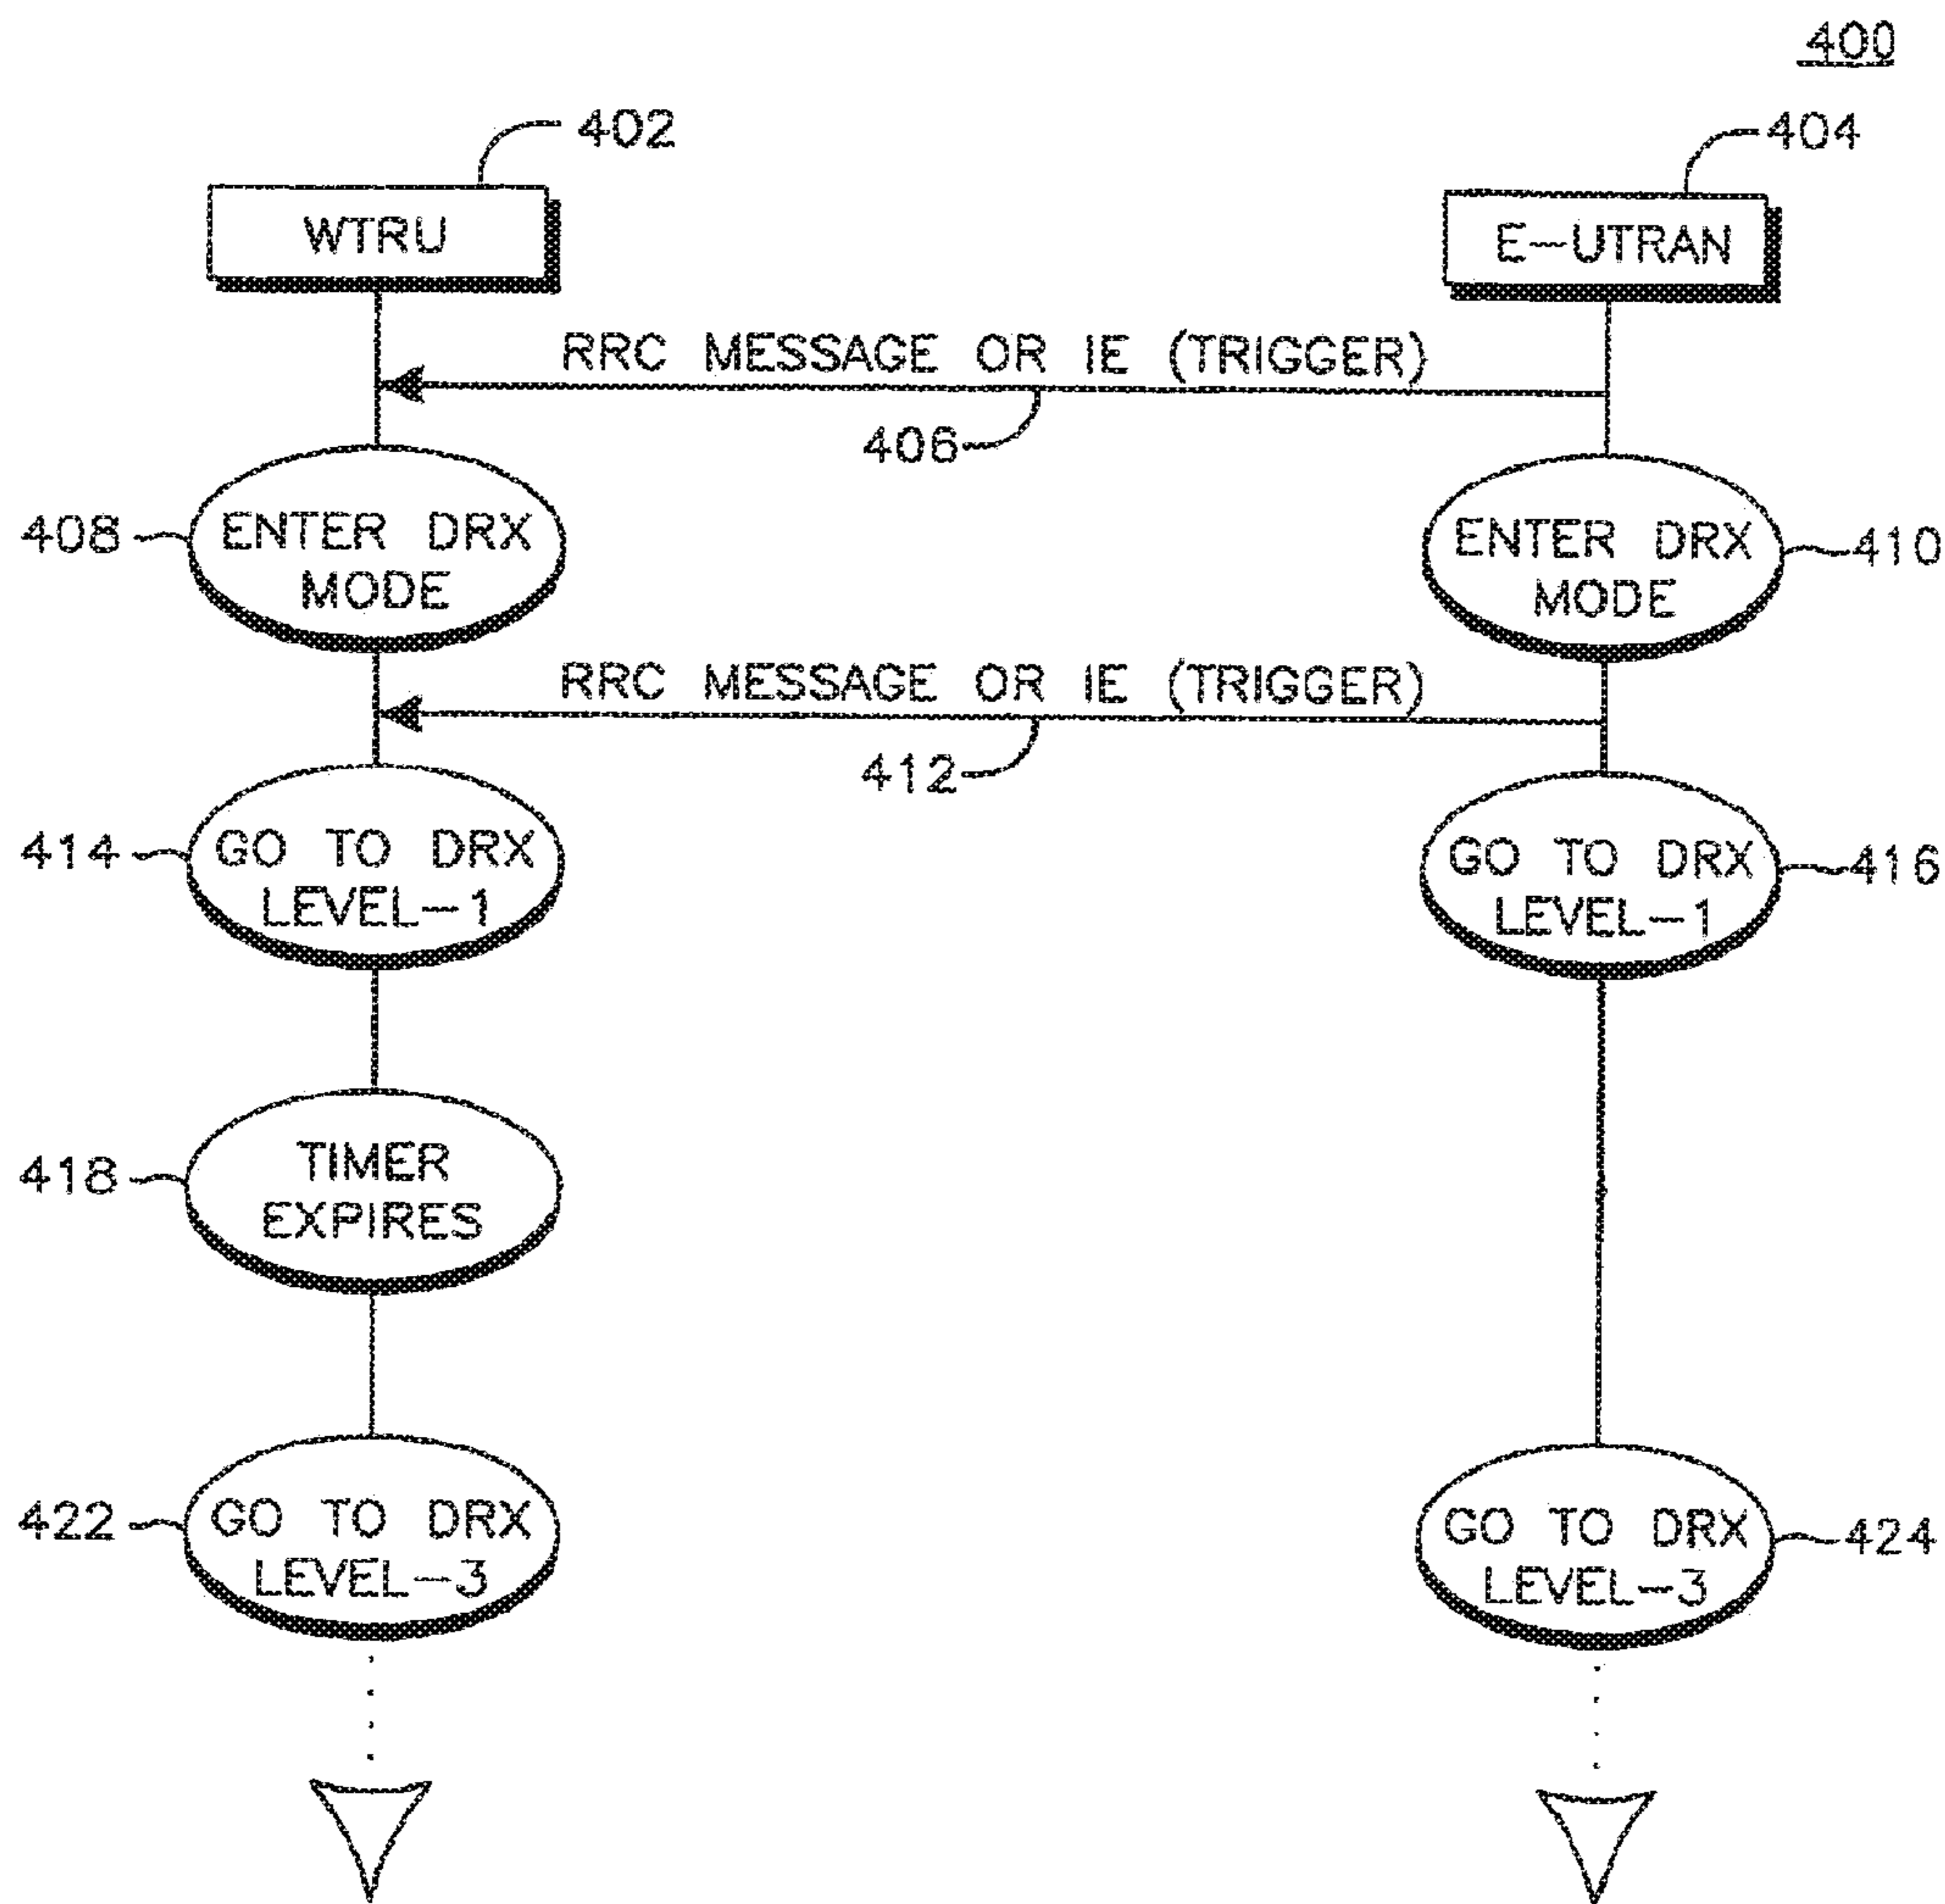 400
402
404
WTRU
E-UTRAN
RRC MESSAGE OR IE (TRIGGER)
406
408
ENTER DRX
MODE
ENTER DRX
MODE
410
RRC MESSAGE OR IE (TRIGGER)
412
414
GO TO DRX
LEVEL-1
GO TO DRX
LEVEL-1
416
418
TIMER
EXPIRES
422
GO TO DRX
LEVEL-3
GO TO DRX
LEVEL-3
424